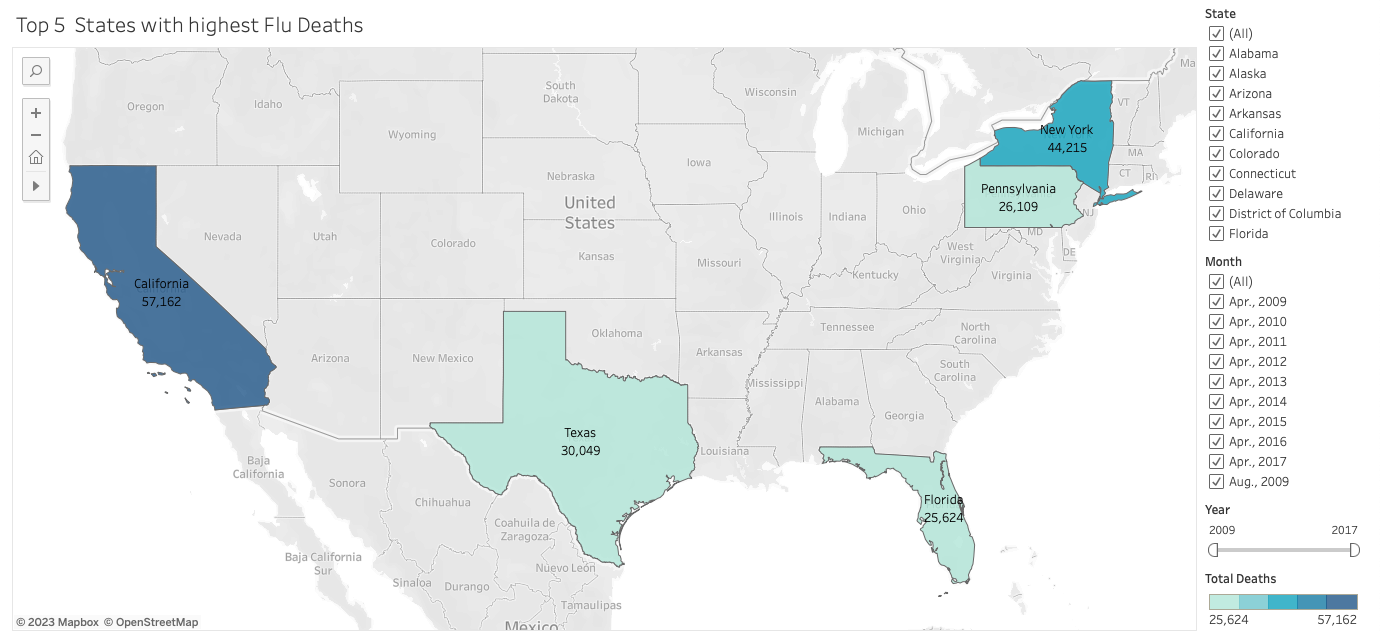 Top 5 States with highest Flu Deaths
Oregon
Idaho
Wyoming
South
Dakota
Wisconsin
Michigan
VT
New York
44,215
MA
CT
Iowa
Nebraska
United
States
Pennsylvania
26,109
NJ
Nevada
Utah
Colorado
Kansas
Missouri
Illinois
Indiana
Ohio
West
Virginia
MD
DE
Kentucky
Virginia
California
57,162
Arizona
New Mexico
Oklahoma
Arkansas
Tennessee
North
Carolina
South
Carolina
Mississippi
Alabama
Georgia
Texas
30,049
Louisiana
Florida
25,624
Baja
California
Sonora
Chihuahua
Coahuila de
Zaragoza
Baja California
Sur
Sinaloa
Durango
Nuevo León
Tamaulipas
Mexico
© 2023 Mapbox © OpenStreetMap
State
(All)
Alabama
Alaska
Arizona
Arkansas
California
Colorado
Connecticut
Delaware
District of Columbia
Florida
Month
(All)
Apr., 2009
Apr., 2010
Apr., 2011
Apr., 2012
Apr., 2013
Apr., 2014
Apr., 2015
Apr., 2016
Apr., 2017
Aug., 2009
Year
2009 2017
Total Deaths
25,624 57,162